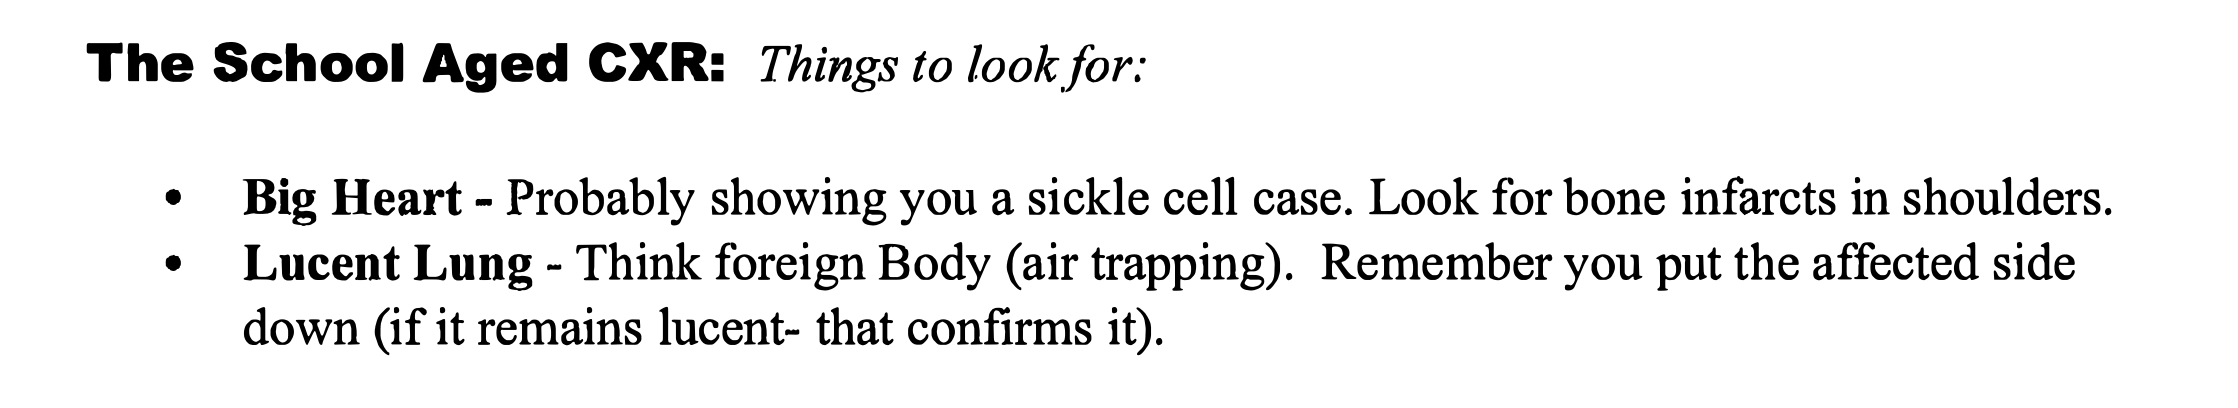 The School Aged CXR: Things to look for:
• Big Heart - Probably showing you a sickle cell case. Look for bone infarcts in shoulders.
• Lucent Lung - Think foreign Body (air trapping). Remember you put the affected side
down (if it remains lucent- that confirms it).